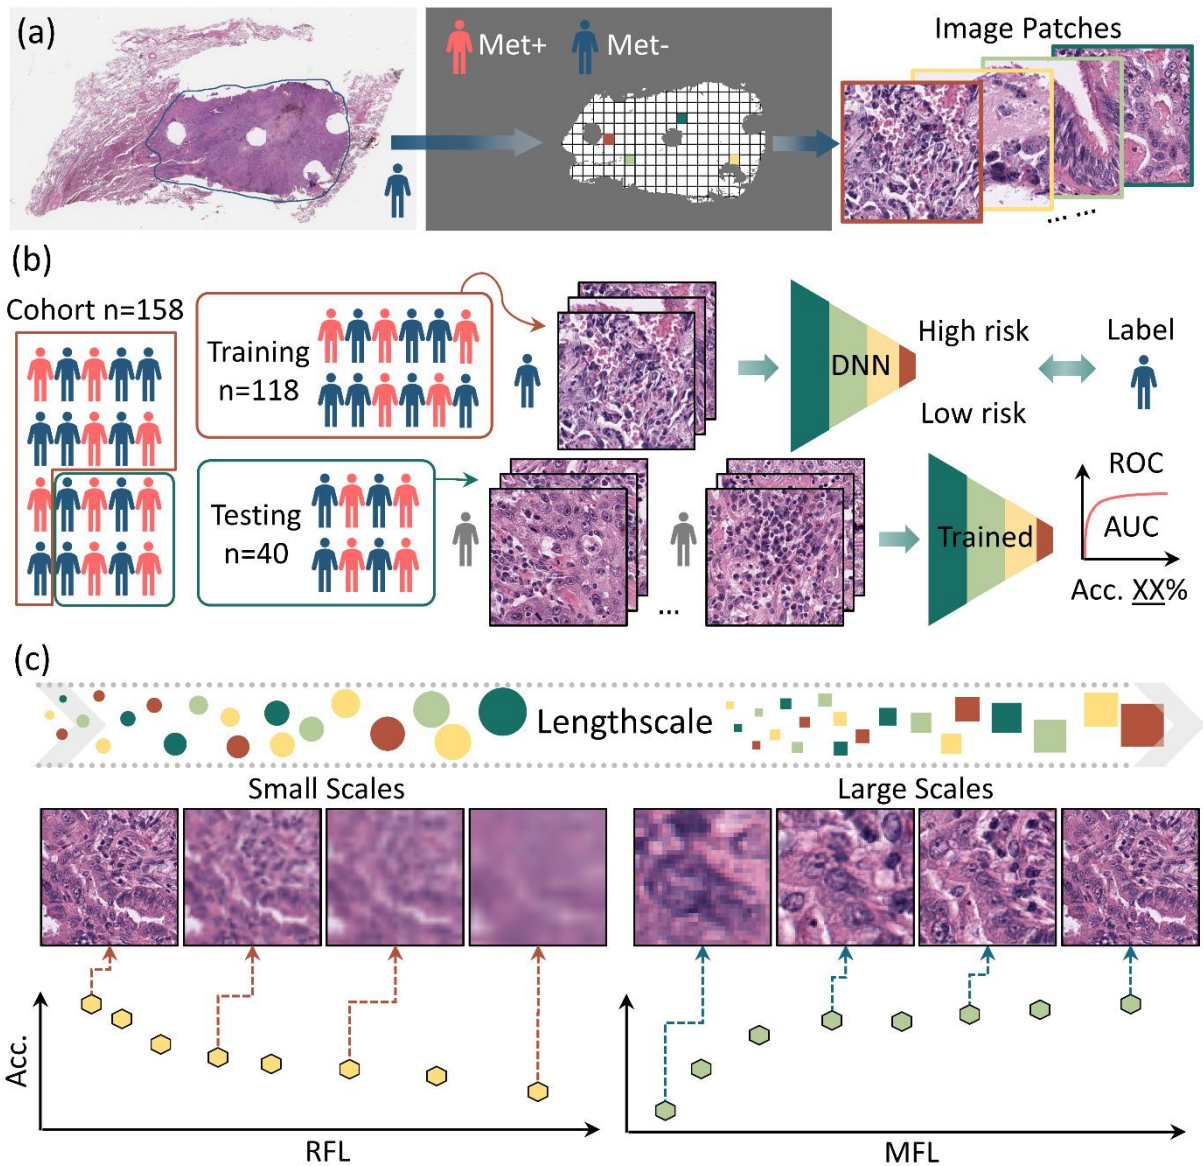 (a)
Met+
Met-
Image Patches
... ...
(b)
Cohort n=158
Training
n=118
DNN
High risk
Low risk
Label
Testing
n=40
...
Trained
ROC
AUC
Acc. XX%
(c)
Lengthscale
Small Scales
Large Scales
Acc.
RFL
MFL